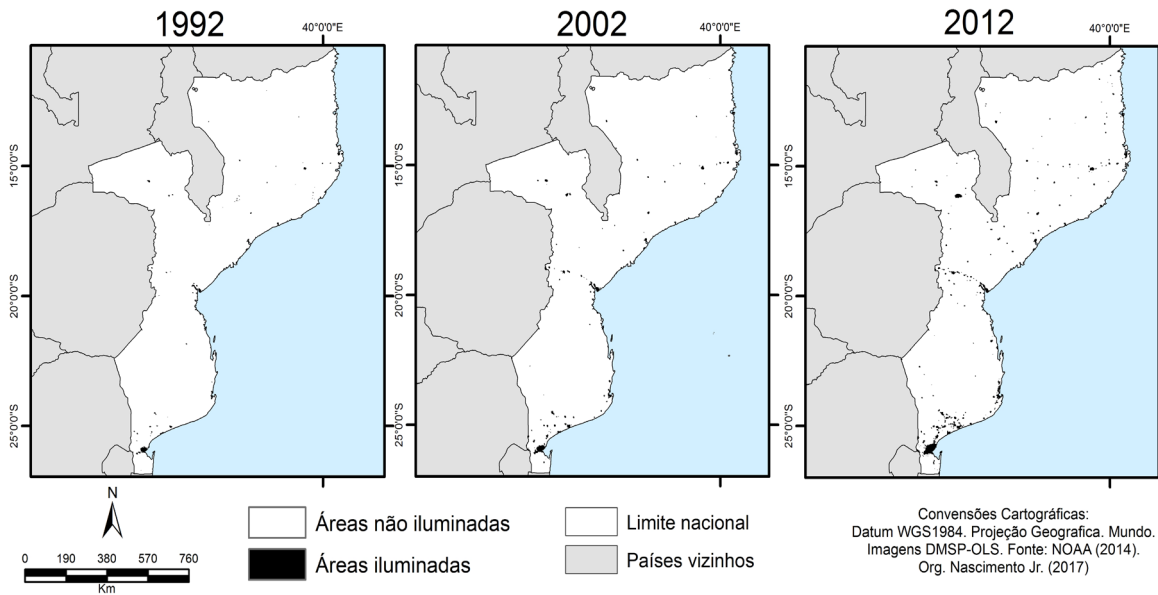 1992
2002
2012
40°0'0"E
40°0'0"E
40°0'0"E
15°0'0"S
20°0'0"S
25°0'0"S
15°0'0"S
20°0'0"S
25°0'0"S
15°0'0"S
20°0'0"S
25°0'0"S
N
0 190 380 570 760
Km
Áreas não iluminadas
Áreas iluminadas
Limite nacional
Países vizinhos
Convenções Cartográficas:
Datum WGS1984. Projeção Geografica. Mundo.
Imagens DMSP-OLS. Fonte: NOAA (2014).
Org. Nascimento Jr. (2017)